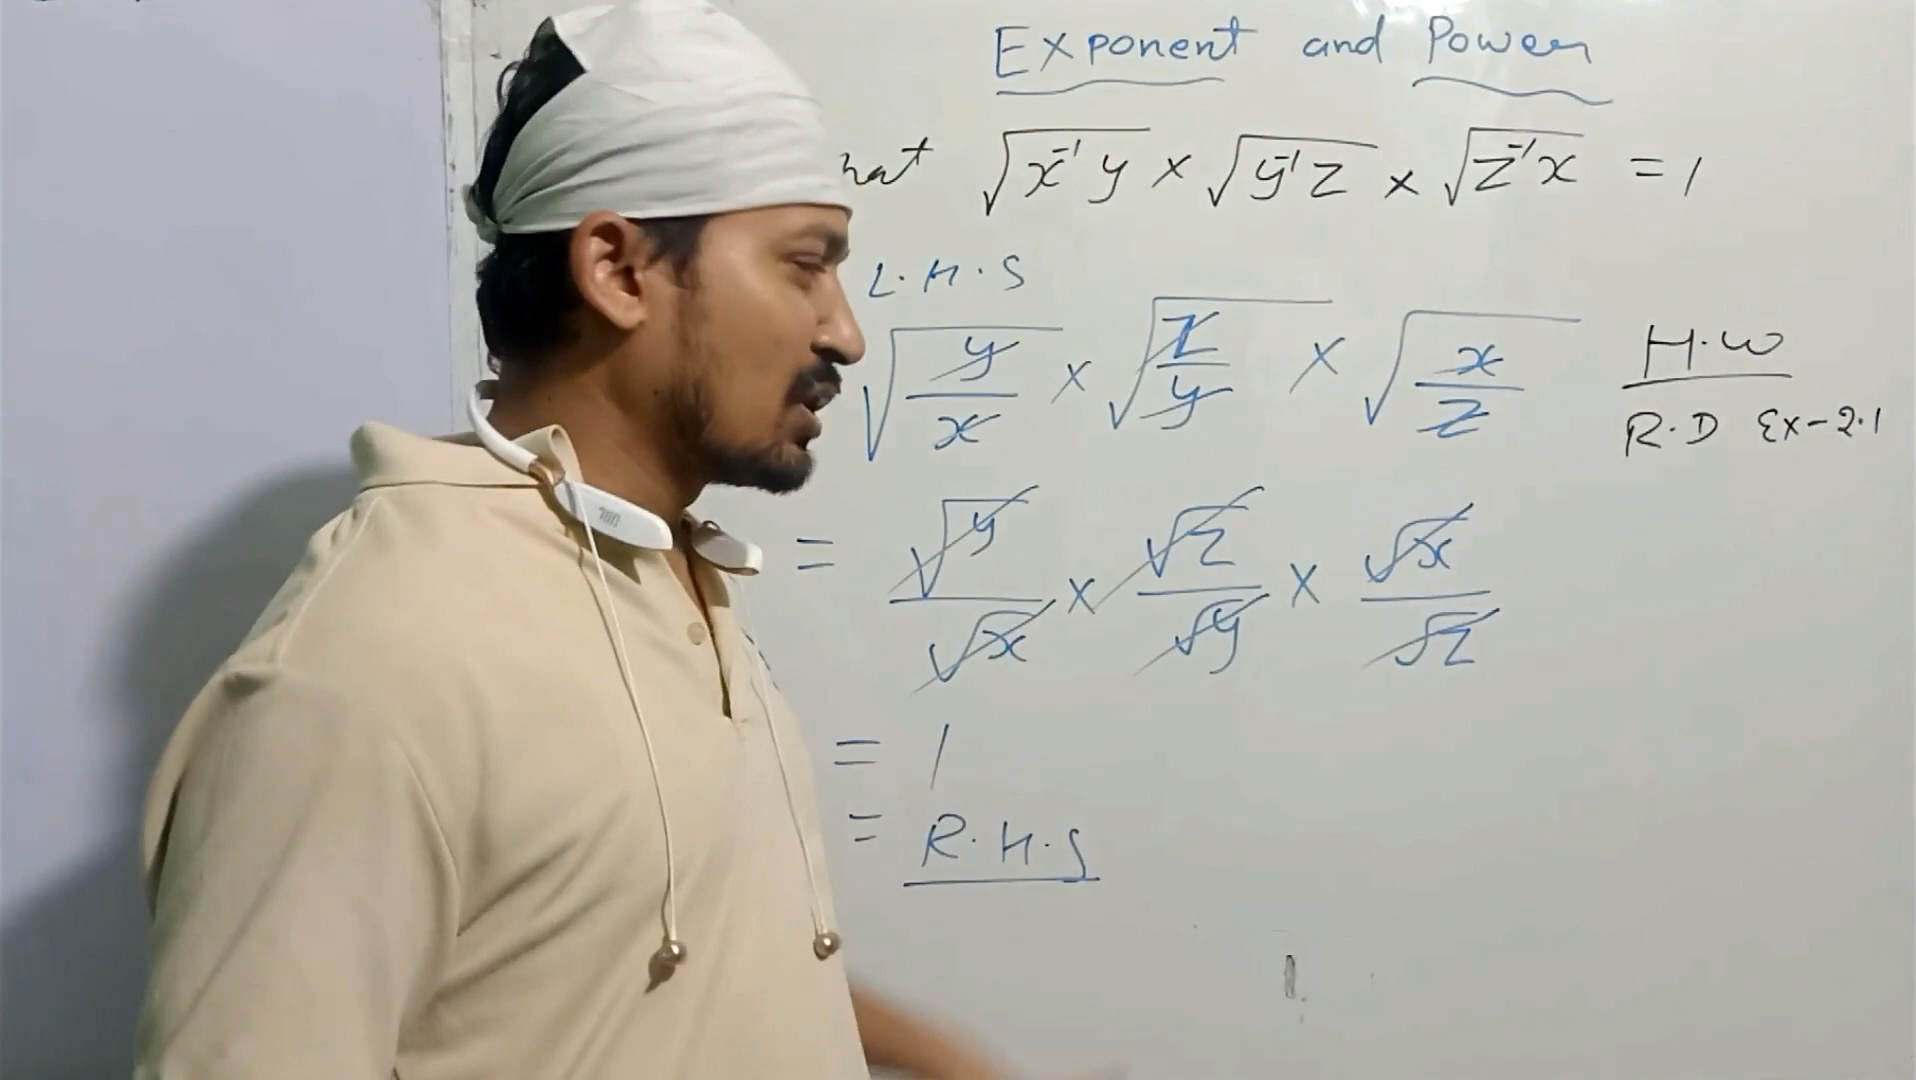 Exponent and Power
hat √(x⁻¹y) × √(y⁻¹z) × √(z⁻¹x) = 1
L.H.S
√(y/x) × √(z/y) × √(x/z)
H.W
R.D Ex-2.1
= √y/√x × √z/√y × √x/√z
= 1
= R.H.S